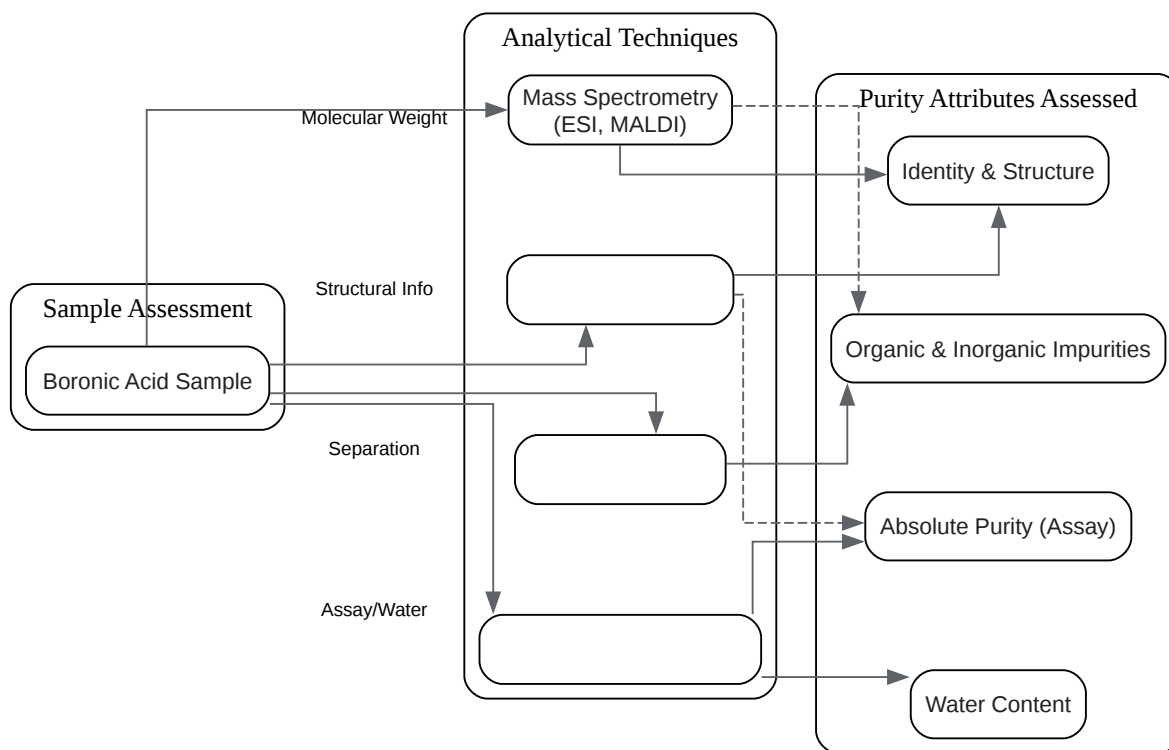 Analytical Techniques
Mass Spectrometry
(ESI, MALDI)
Molecular Weight
Purity Attributes Assessed
Identity & Structure
Structural Info
Sample Assessment
Boronic Acid Sample
Organic & Inorganic Impurities
Separation
Absolute Purity (Assay)
Assay/Water
Water Content